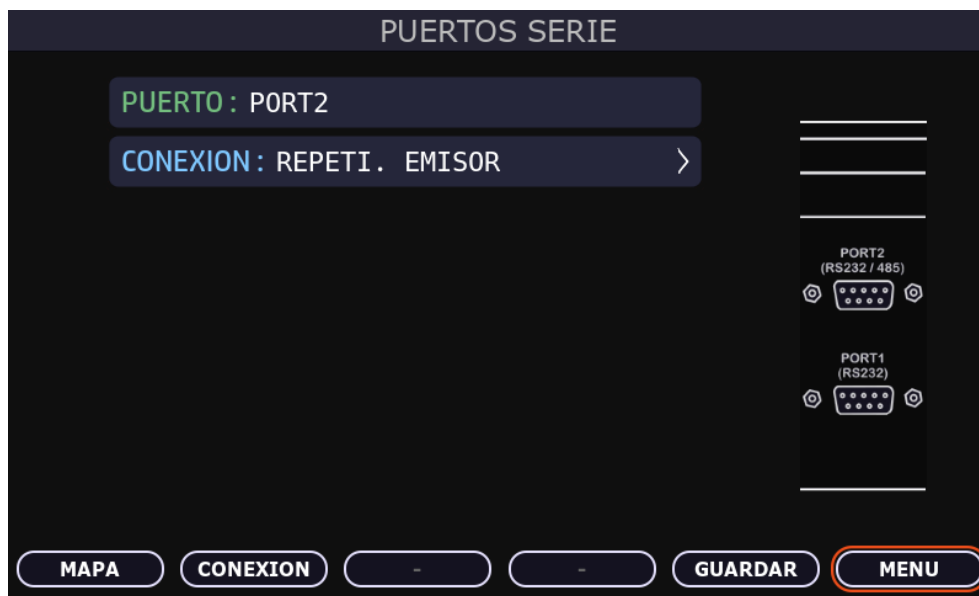 PUERTOS SERIE
PUERTO: PORT2
CONEXION: REPETI. EMISOR >
PORT2
(RS232 / 485)
PORT1
(RS232)
MAPA CONEXION - - GUARDAR MENU